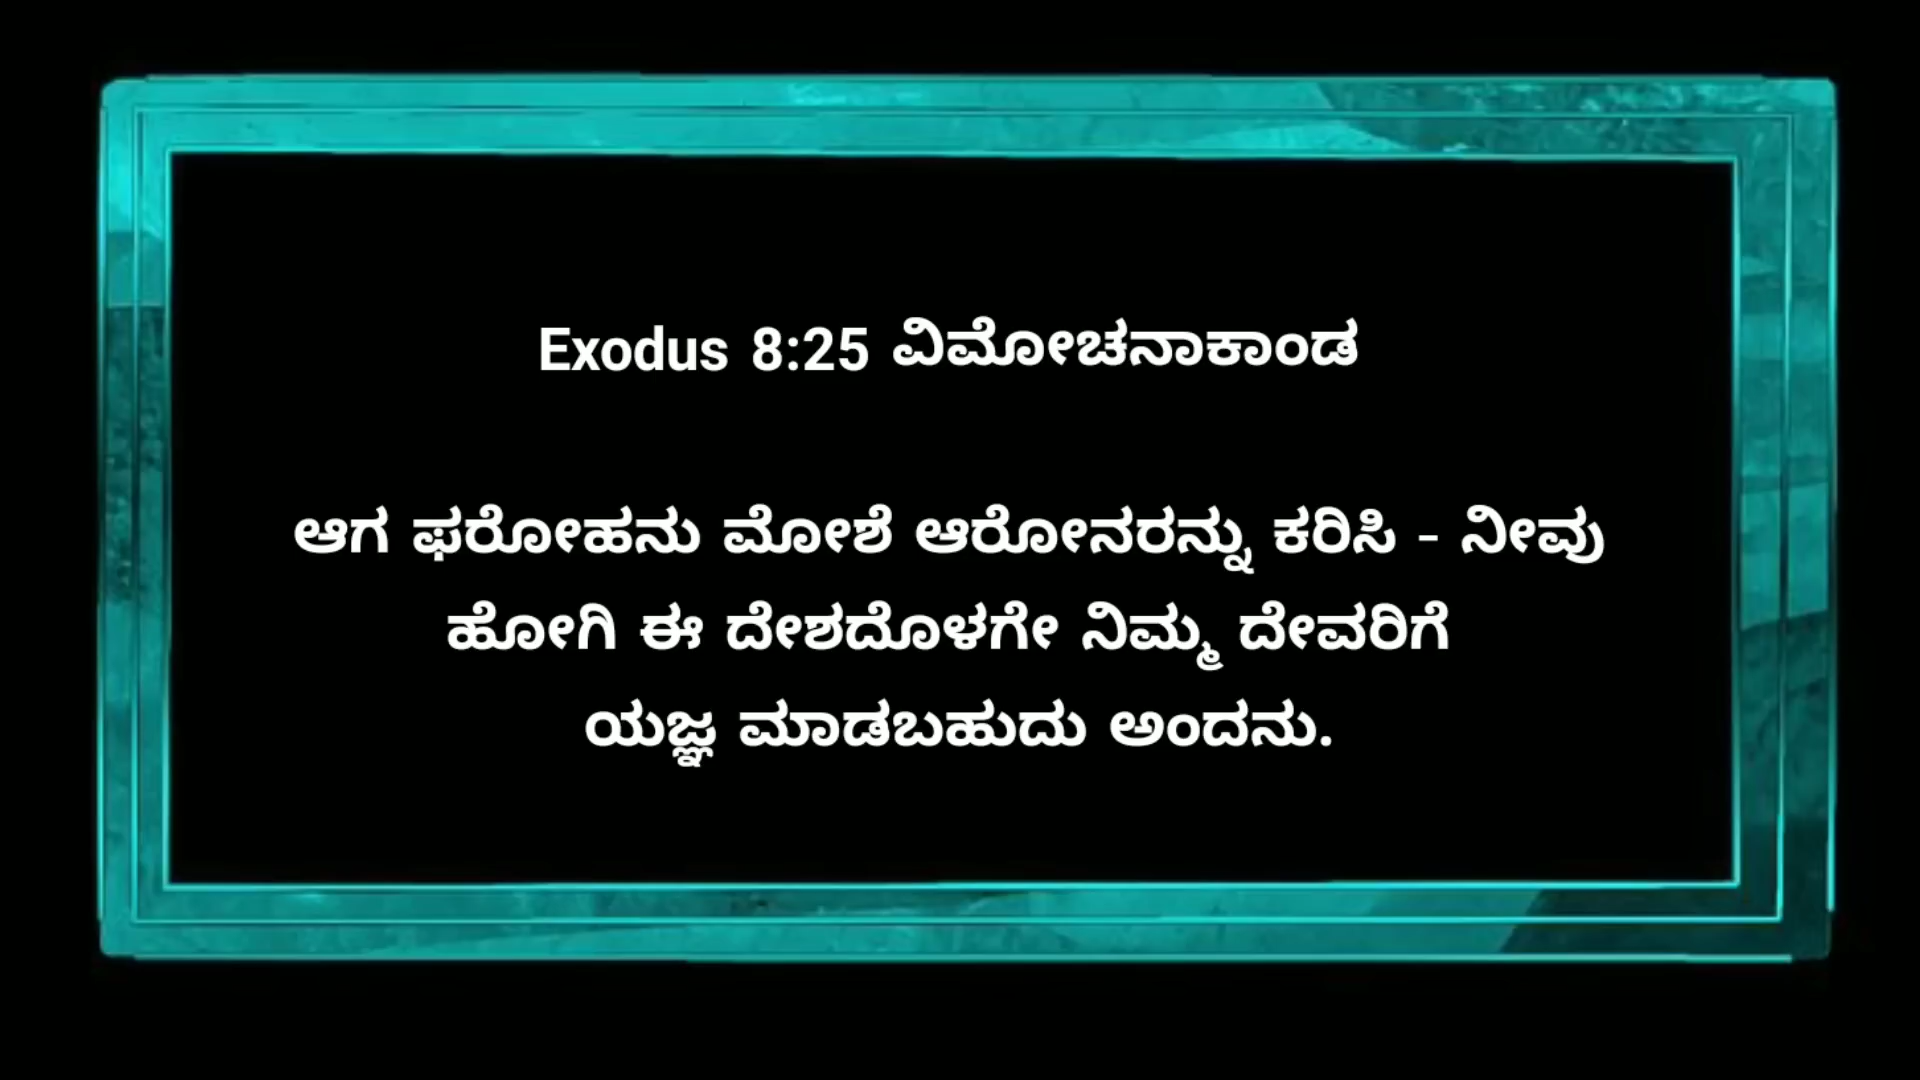 Exodus 8:25 ವಿಮೋಚನಾಕಾಂಡ
ಆಗ ಫರೋಹನು ಮೋಶೆ ಆರೋನರನ್ನು ಕರಿಸಿ - ನೀವು
ಹೋಗಿ ಈ ದೇಶದೊಳಗೇ ನಿಮ್ಮ ದೇವರಿಗೆ
ಯಜ್ಞ ಮಾಡಬಹುದು ಅಂದನು.